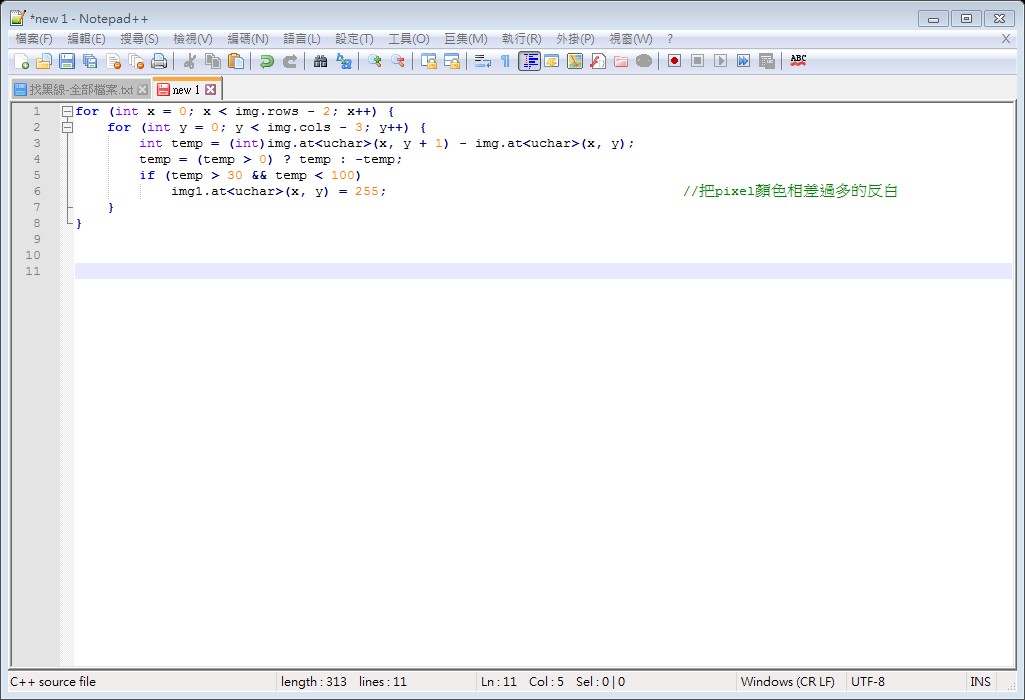 *new 1 - Notepad++
檔案(F) 編輯(E) 搜尋(S) 檢視(V) 編碼(N) 語言(L) 設定(T) 工具(O) 巨集(M) 執行(R) 外掛(P) 視窗(W) ? X
ABC
找黑線-全部檔案.txt new 1
1 for (int x = 0; x < img.rows - 2; x++) {
2 for (int y = 0; y < img.cols - 3; y++) {
3 int temp = (int)img.at<uchar>(x, y + 1) - img.at<uchar>(x, y);
4 temp = (temp > 0) ? temp : -temp;
5 if (temp > 30 && temp < 100)
6 img1.at<uchar>(x, y) = 255; //把pixel顏色相差過多的反白
7 }
8 }
9
10
11
C++ source file length : 313 lines : 11 Ln : 11 Col : 5 Sel : 0 | 0 Windows (CR LF) UTF-8 INS